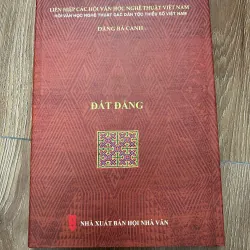 LIÊN HIỆP CÁC HỘI VĂN HỌC NGHỆ THUẬT VIỆT NAM
HỘI VĂN HỌC NGHỆ THUẬT CÁC DÂN TỘC THIỂU SỐ VIỆT NAM
ĐẶNG BÁ CANH
ĐẤT ĐẮNG
NHÀ XUẤT BẢN HỘI NHÀ VĂN